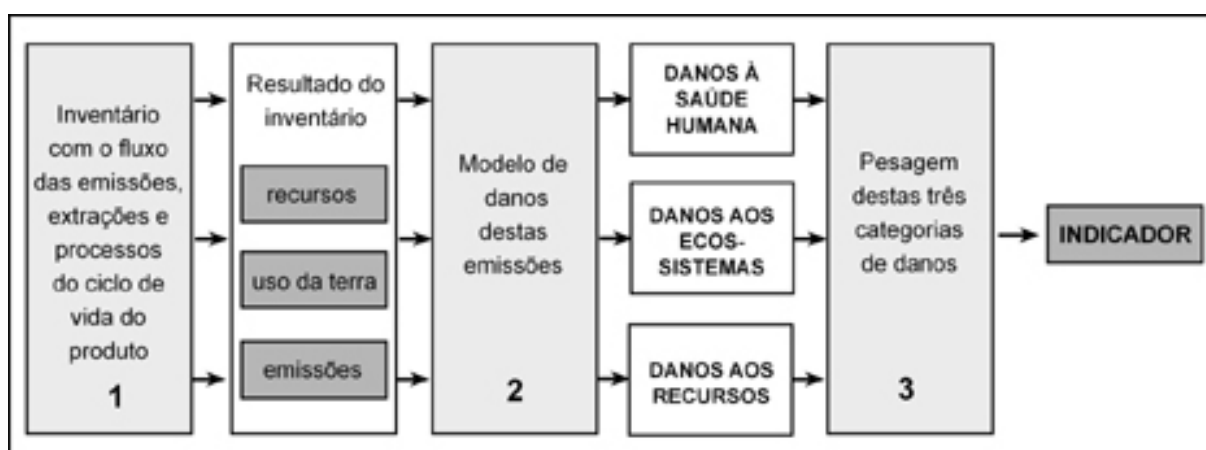 Inventário
com o fluxo
das emissões,
extrações e
processos
do ciclo de
vida do
produto
1
Resultado do
inventário
recursos
uso da terra
emissões
Modelo de
danos
destas
emissões
2
DANOS À
SAÚDE
HUMANA
DANOS AOS
ECOS-
SISTEMAS
DANOS AOS
RECURSOS
Pesagem
destas três
categorias
de danos
3
INDICADOR